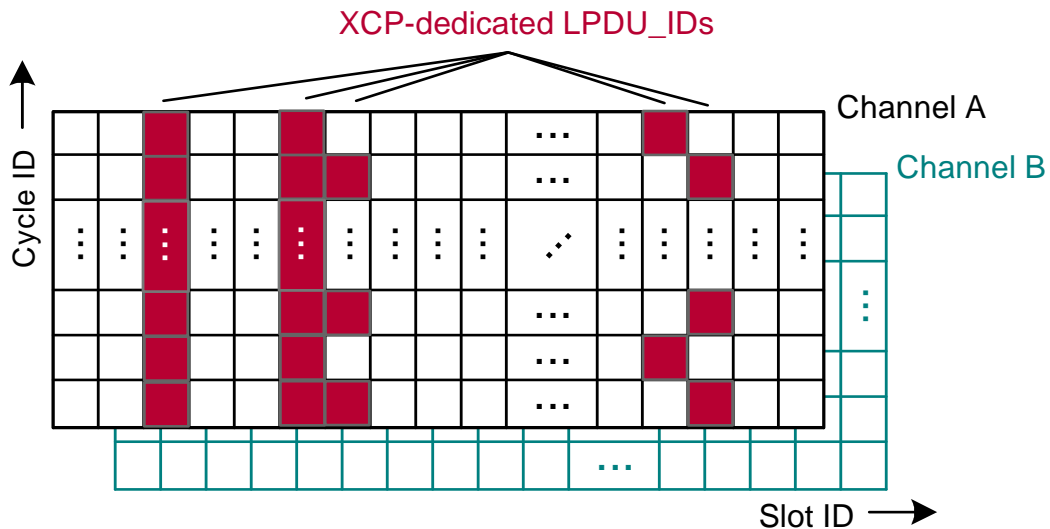 XCP-dedicated LPDU_IDs
Channel A
Channel B
Cycle ID
Slot ID